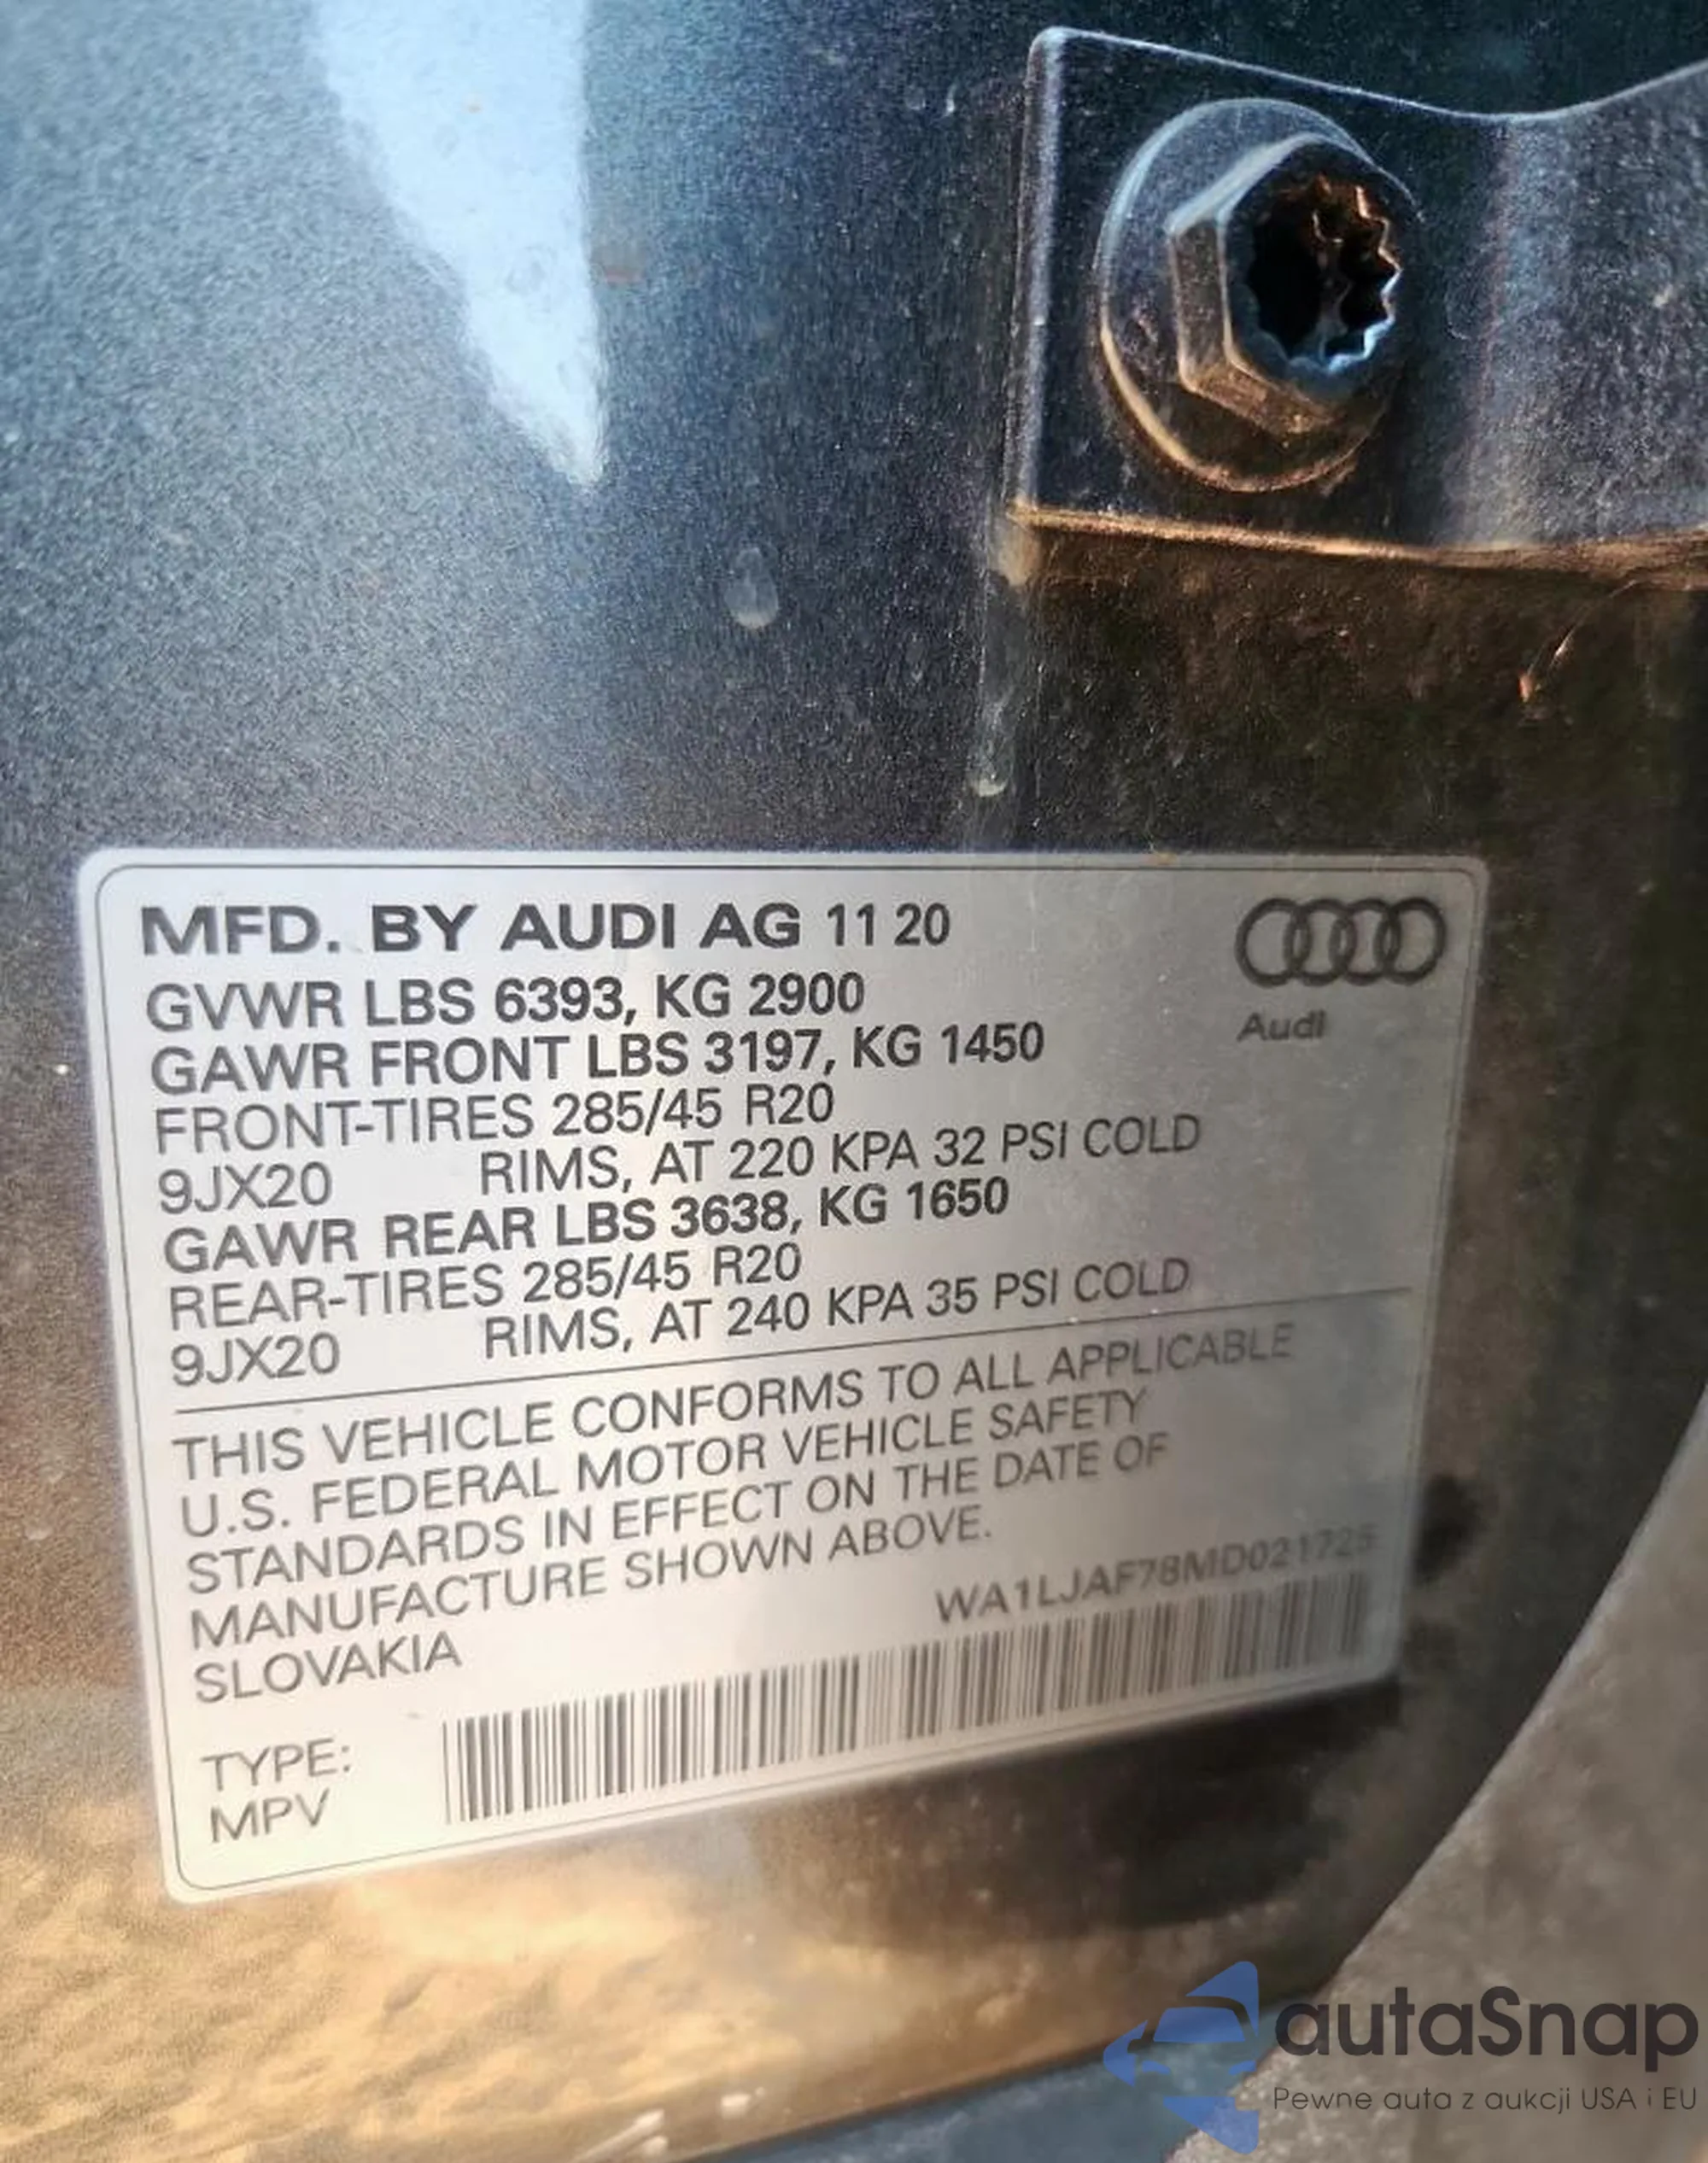 MFD. BY AUDI AG 11 20
Audi
GVWR LBS 6393, KG 2900
GAWR FRONT LBS 3197, KG 1450
FRONT-TIRES 285/45 R20
9JX20 RIMS, AT 220 KPA 32 PSI COLD
GAWR REAR LBS 3638, KG 1650
REAR-TIRES 285/45 R20
9JX20 RIMS, AT 240 KPA 35 PSI COLD
THIS VEHICLE CONFORMS TO ALL APPLICABLE
U.S. FEDERAL MOTOR VEHICLE SAFETY
STANDARDS IN EFFECT ON THE DATE OF
MANUFACTURE SHOWN ABOVE.
SLOVAKIA
WA1LJAF78MD021725
TYPE:
MPV
autaSnap
Pewne auta z aukcji USA i EU